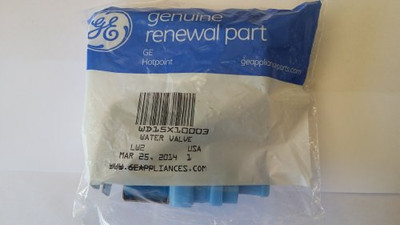 GE
genuine
renewal part
GE
Hotpoint
geapplianceparts.com
WD15X10003
WATER VALVE
LW2 USA
MAR 25, 2014 1
WWW.GEAPPLIANCES.COM